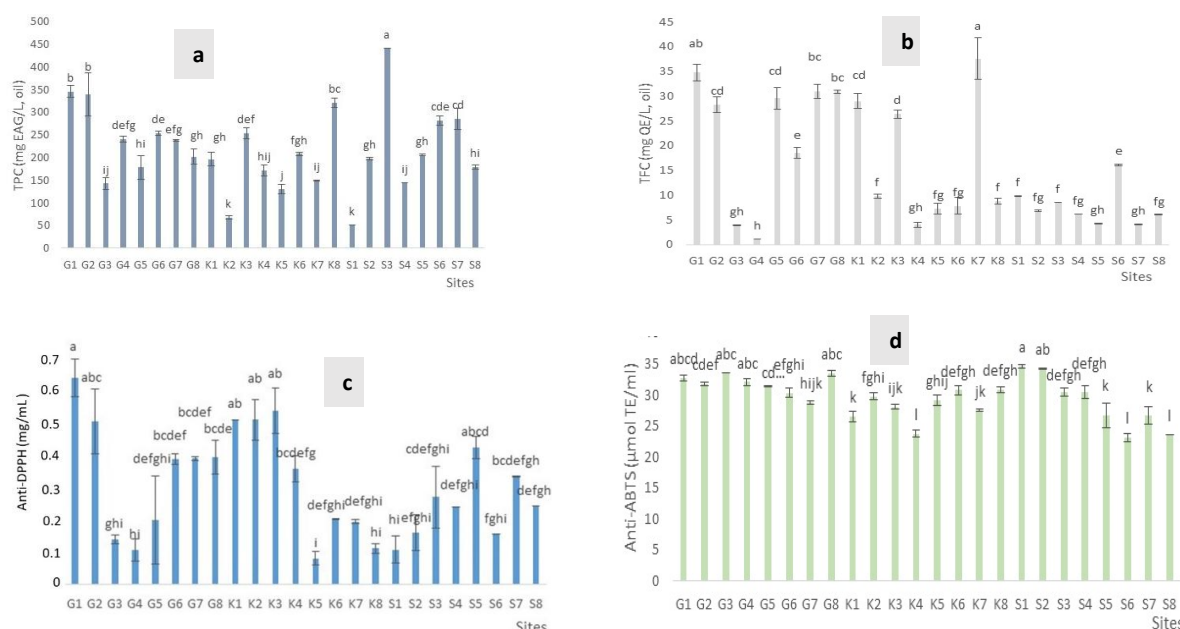 a
TPC (mg EAG/L, oil)
500
450
400
350
300
250
200
150
100
50
0
b b ij defg hi de efg gh gh k def hij j fgh ij bc k gh a ij gh cde cd hi
G1 G2 G3 G4 G5 G6 G7 G8 K1 K2 K3 K4 K5 K6 K7 K8 S1 S2 S3 S4 S5 S6 S7 S8
Sites
b
TFC (mg QE/L, oil)
45
40
35
30
25
20
15
10
5
0
ab cd gh h cd e bc bc cd f d gh fg fg a f f fg f fg gh e gh fg
G1 G2 G3 G4 G5 G6 G7 G8 K1 K2 K3 K4 K5 K6 K7 K8 S1 S2 S3 S4 S5 S6 S7 S8
Sites
c
Anti-DPPH (mg/mL)
0.7
0.6
0.5
0.4
0.3
0.2
0.1
0
a abc ghi hi defghi bcdef bcdef bcde ab ab ab bcdefg i defghi defghi hi hi efghi cdefghi defghi abcd fghi bcdefgh defgh
G1 G2 G3 G4 G5 G6 G7 G8 K1 K2 K3 K4 K5 K6 K7 K8 S1 S2 S3 S4 S5 S6 S7 S8
Sites
d
Anti-ABTS (µmol TE/ml)
35
30
25
20
15
10
5
0
abcd cdef abc abc cd... efghi hijk abc k fghi ijk l ghij defgh jk defgh a ab defgh defgh k l k l
G1 G2 G3 G4 G5 G6 G7 G8 K1 K2 K3 K4 K5 K6 K7 K8 S1 S2 S3 S4 S5 S6 S7 S8
Sites